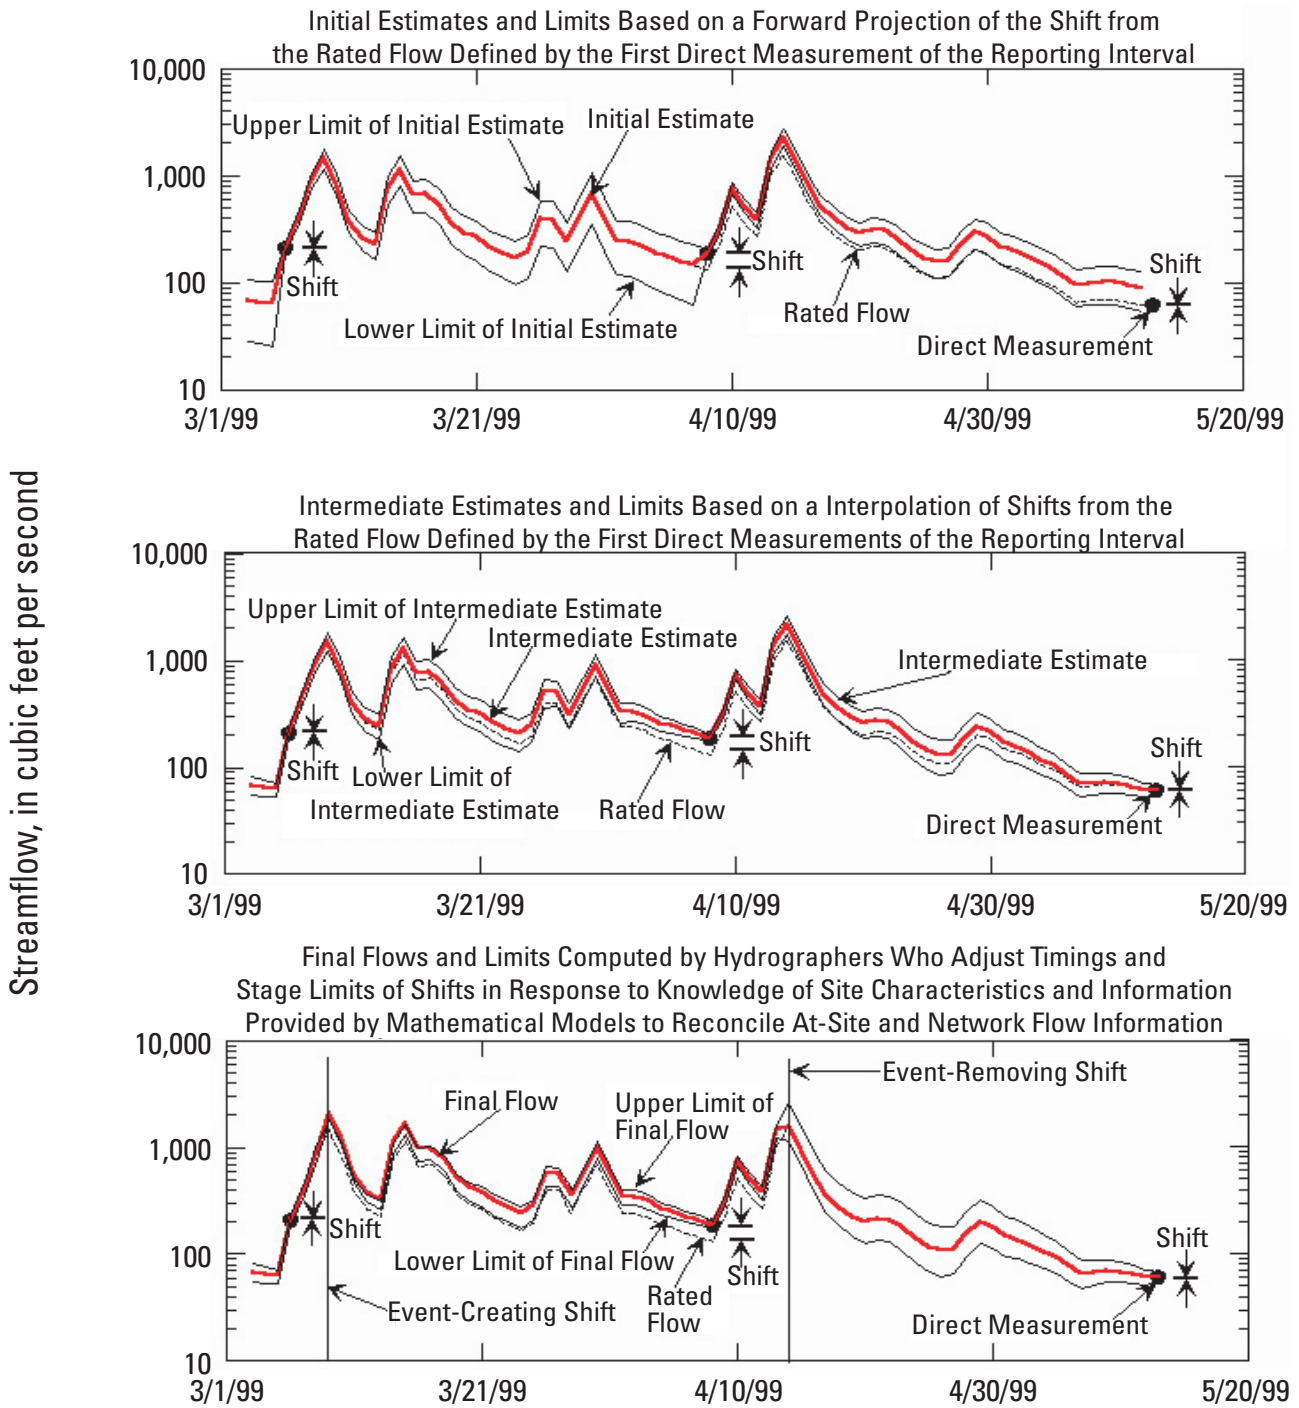 Initial Estimates and Limits Based on a Forward Projection of the Shift from
the Rated Flow Defined by the First Direct Measurement of the Reporting Interval
10,000
Upper Limit of Initial Estimate
Initial Estimate
1,000
Shift
Shift
Shift
100
Rated Flow
Lower Limit of Initial Estimate
Direct Measurement
10
3/1/99
3/21/99
4/10/99
4/30/99
5/20/99
Streamflow, in cubic feet per second
Intermediate Estimates and Limits Based on a Interpolation of Shifts from the
Rated Flow Defined by the First Direct Measurements of the Reporting Interval
10,000
Upper Limit of Intermediate Estimate
Intermediate Estimate
1,000
Intermediate Estimate
Shift
Shift
Shift
100
Lower Limit of
Intermediate Estimate
Rated Flow
Direct Measurement
10
3/1/99
3/21/99
4/10/99
4/30/99
5/20/99
Final Flows and Limits Computed by Hydrographers Who Adjust Timings and
Stage Limits of Shifts in Response to Knowledge of Site Characteristics and Information
Provided by Mathematical Models to Reconcile At-Site and Network Flow Information
10,000
Event-Removing Shift
Final Flow
Upper Limit of
Final Flow
1,000
Shift
Shift
100
Lower Limit of Final Flow
Shift
Rated
Flow
Event-Creating Shift
Direct Measurement
10
3/1/99
3/21/99
4/10/99
4/30/99
5/20/99